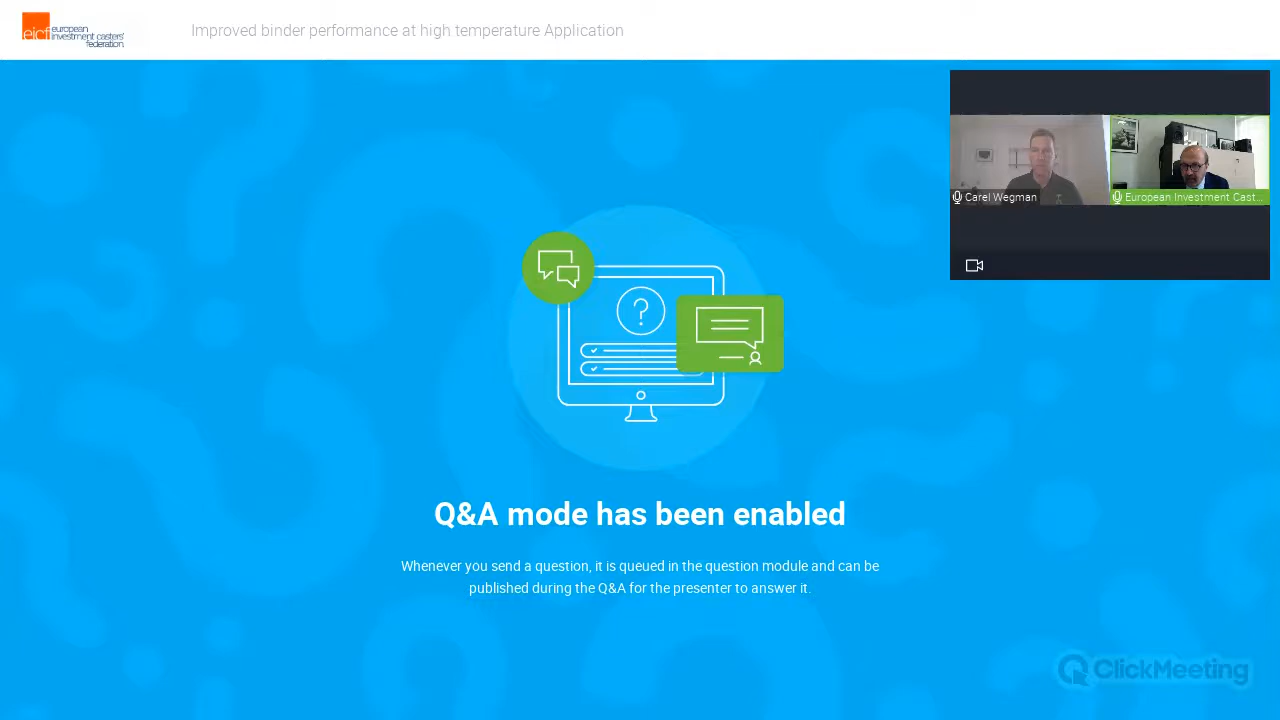 eicf
european
investment casters'
federation.
Improved binder performance at high temperature Application
Carel Wegman
European Investment Cast...
Q&A mode has been enabled
Whenever you send a question, it is queued in the question module and can be
published during the Q&A for the presenter to answer it.
ClickMeeting